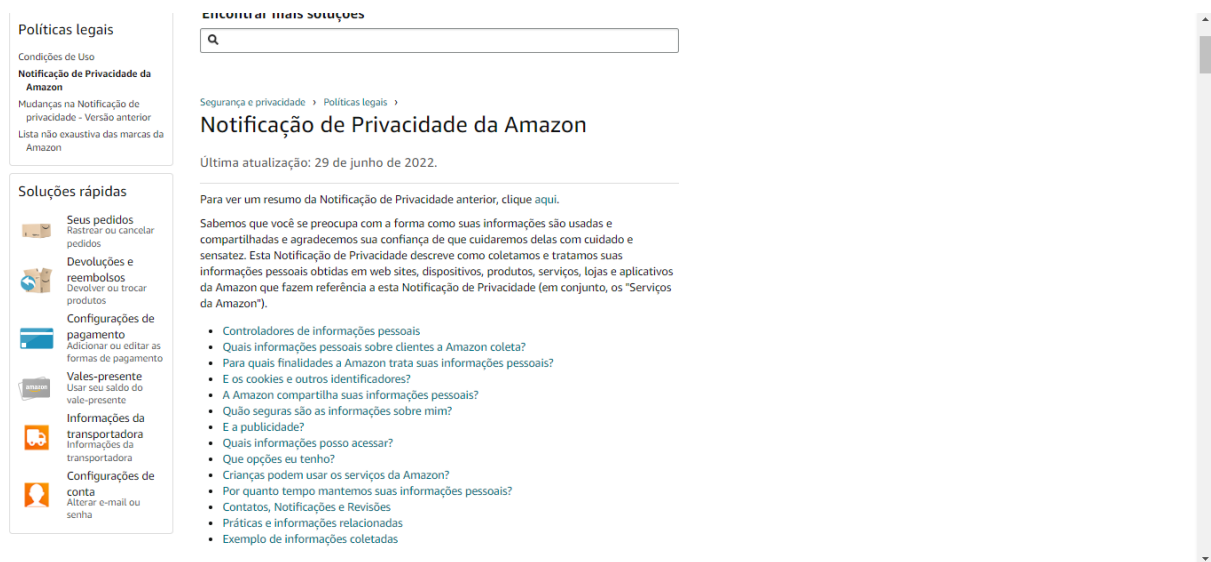 Políticas legais
Condições de Uso
Notificação de Privacidade da
Amazon
Mudanças na Notificação de
privacidade - Versão anterior
Lista não exaustiva das marcas da
Amazon
Soluções rápidas
Seus pedidos
Rastrear ou cancelar
pedidos
Devoluções e
reembolsos
Devolver ou trocar
produtos
Configurações de
pagamento
Adicionar ou editar as
formas de pagamento
amazon
Vales-presente
Usar seu saldo do
vale-presente
Informações da
transportadora
Informações da
transportadora
Configurações de
conta
Alterar e-mail ou
senha
Encontrar mais soluções
Segurança e privacidade › Políticas legais ›
Notificação de Privacidade da Amazon
Última atualização: 29 de junho de 2022.
Para ver um resumo da Notificação de Privacidade anterior, clique aqui.
Sabemos que você se preocupa com a forma como suas informações são usadas e
compartilhadas e agradecemos sua confiança de que cuidaremos delas com cuidado e
sensatez. Esta Notificação de Privacidade descreve como coletamos e tratamos suas
informações pessoais obtidas em web sites, dispositivos, produtos, serviços, lojas e aplicativos
da Amazon que fazem referência a esta Notificação de Privacidade (em conjunto, os "Serviços
da Amazon").
• Controladores de informações pessoais
• Quais informações pessoais sobre clientes a Amazon coleta?
• Para quais finalidades a Amazon trata suas informações pessoais?
• E os cookies e outros identificadores?
• A Amazon compartilha suas informações pessoais?
• Quão seguras são as informações sobre mim?
• E a publicidade?
• Quais informações posso acessar?
• Que opções eu tenho?
• Crianças podem usar os serviços da Amazon?
• Por quanto tempo mantemos suas informações pessoais?
• Contatos, Notificações e Revisões
• Práticas e informações relacionadas
• Exemplo de informações coletadas